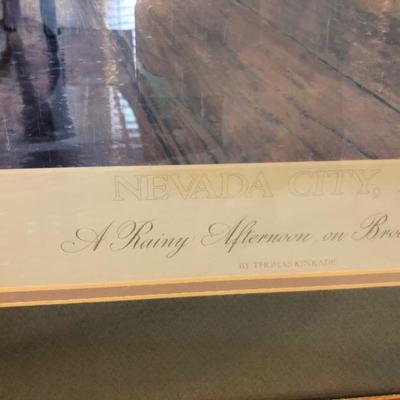 NEVADA CITY,
A Rainy Afternoon on
BY THOMAS KINKADE